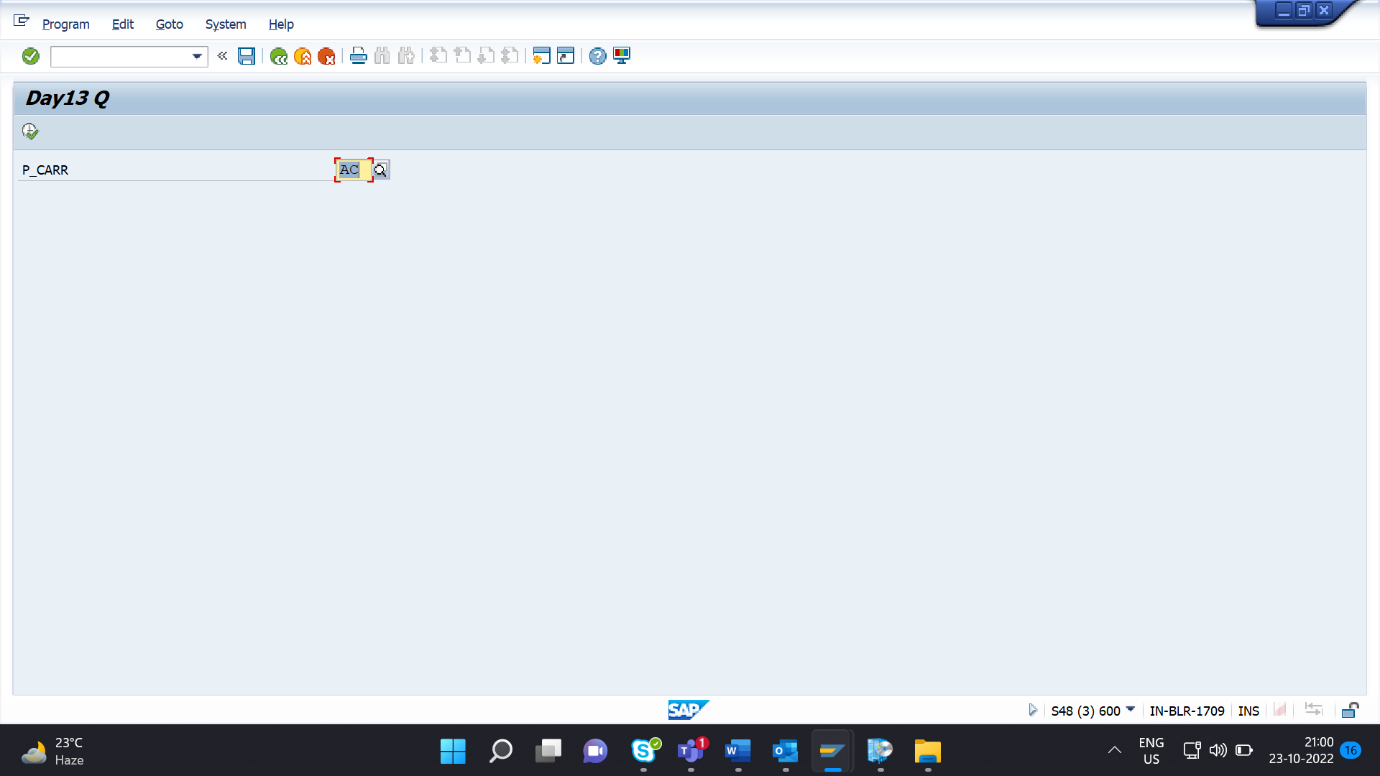 Program Edit Goto System Help
Day13 Q
P_CARR AC
SAP
S48 (3) 600 IN-BLR-1709 INS
23°C
Haze
S
T 1
W
ENG
US
21:00
23-10-2022
16